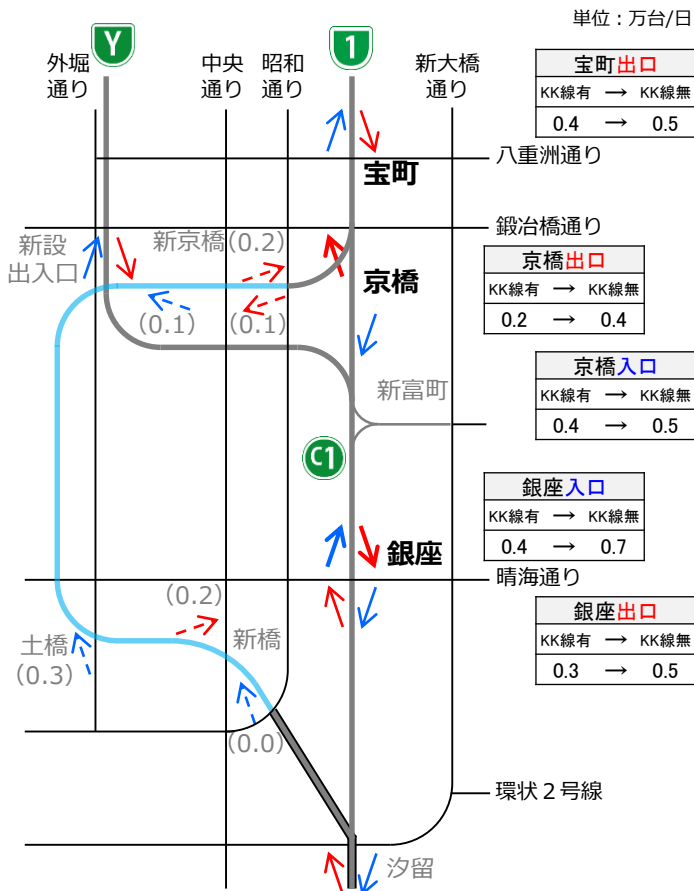 単位：万台/日
Y
1
外堀
通り
中央
通り
昭和
通り
新大橋
通り
宝町出口
KK線有 → KK線無
0.4 → 0.5
八重洲通り
宝町
鍛冶橋通り
新設
出入口
新京橋(0.2)
京橋
京橋出口
KK線有 → KK線無
0.2 → 0.4
(0.1)
(0.1)
京橋入口
KK線有 → KK線無
0.4 → 0.5
新富町
C1
銀座入口
KK線有 → KK線無
0.4 → 0.7
銀座
晴海通り
(0.2)
銀座出口
KK線有 → KK線無
0.3 → 0.5
土橋
(0.3)
新橋
(0.0)
環状２号線
汐留